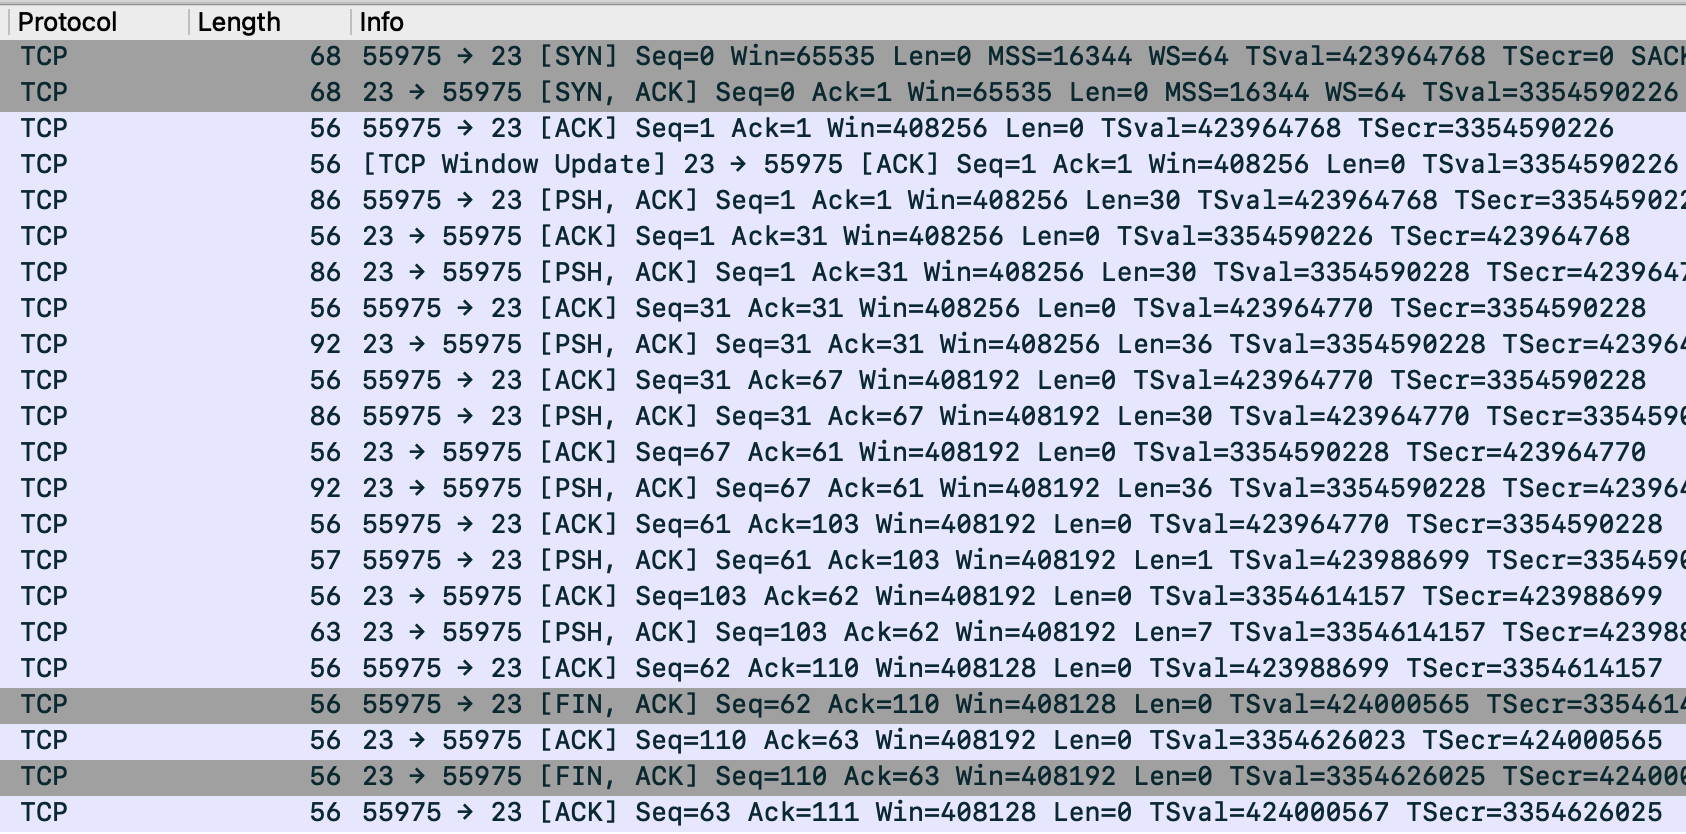 Protocol Length Info
TCP 68 55975 → 23 [SYN] Seq=0 Win=65535 Len=0 MSS=16344 WS=64 TSval=423964768 TSecr=0 SACK
TCP 68 23 → 55975 [SYN, ACK] Seq=0 Ack=1 Win=65535 Len=0 MSS=16344 WS=64 TSval=3354590226
TCP 56 55975 → 23 [ACK] Seq=1 Ack=1 Win=408256 Len=0 TSval=423964768 TSecr=3354590226
TCP 56 [TCP Window Update] 23 → 55975 [ACK] Seq=1 Ack=1 Win=408256 Len=0 TSval=3354590226
TCP 86 55975 → 23 [PSH, ACK] Seq=1 Ack=1 Win=408256 Len=30 TSval=423964768 TSecr=335459022
TCP 56 23 → 55975 [ACK] Seq=1 Ack=31 Win=408256 Len=0 TSval=3354590226 TSecr=423964768
TCP 86 23 → 55975 [PSH, ACK] Seq=1 Ack=31 Win=408256 Len=30 TSval=3354590228 TSecr=4239647
TCP 56 55975 → 23 [ACK] Seq=31 Ack=31 Win=408256 Len=0 TSval=423964770 TSecr=3354590228
TCP 92 23 → 55975 [PSH, ACK] Seq=31 Ack=31 Win=408256 Len=36 TSval=3354590228 TSecr=423964
TCP 56 55975 → 23 [ACK] Seq=31 Ack=67 Win=408192 Len=0 TSval=423964770 TSecr=3354590228
TCP 86 55975 → 23 [PSH, ACK] Seq=31 Ack=67 Win=408192 Len=30 TSval=423964770 TSecr=3354590
TCP 56 23 → 55975 [ACK] Seq=67 Ack=61 Win=408192 Len=0 TSval=3354590228 TSecr=423964770
TCP 92 23 → 55975 [PSH, ACK] Seq=67 Ack=61 Win=408192 Len=36 TSval=3354590228 TSecr=423964
TCP 56 55975 → 23 [ACK] Seq=61 Ack=103 Win=408192 Len=0 TSval=423964770 TSecr=3354590228
TCP 57 55975 → 23 [PSH, ACK] Seq=61 Ack=103 Win=408192 Len=1 TSval=423988699 TSecr=3354590
TCP 56 23 → 55975 [ACK] Seq=103 Ack=62 Win=408192 Len=0 TSval=3354614157 TSecr=423988699
TCP 63 23 → 55975 [PSH, ACK] Seq=103 Ack=62 Win=408192 Len=7 TSval=3354614157 TSecr=423988
TCP 56 55975 → 23 [ACK] Seq=62 Ack=110 Win=408128 Len=0 TSval=423988699 TSecr=3354614157
TCP 56 55975 → 23 [FIN, ACK] Seq=62 Ack=110 Win=408128 Len=0 TSval=424000565 TSecr=3354614
TCP 56 23 → 55975 [ACK] Seq=110 Ack=63 Win=408192 Len=0 TSval=3354626023 TSecr=424000565
TCP 56 23 → 55975 [FIN, ACK] Seq=110 Ack=63 Win=408192 Len=0 TSval=3354626025 TSecr=424000
TCP 56 55975 → 23 [ACK] Seq=63 Ack=111 Win=408128 Len=0 TSval=424000567 TSecr=3354626025